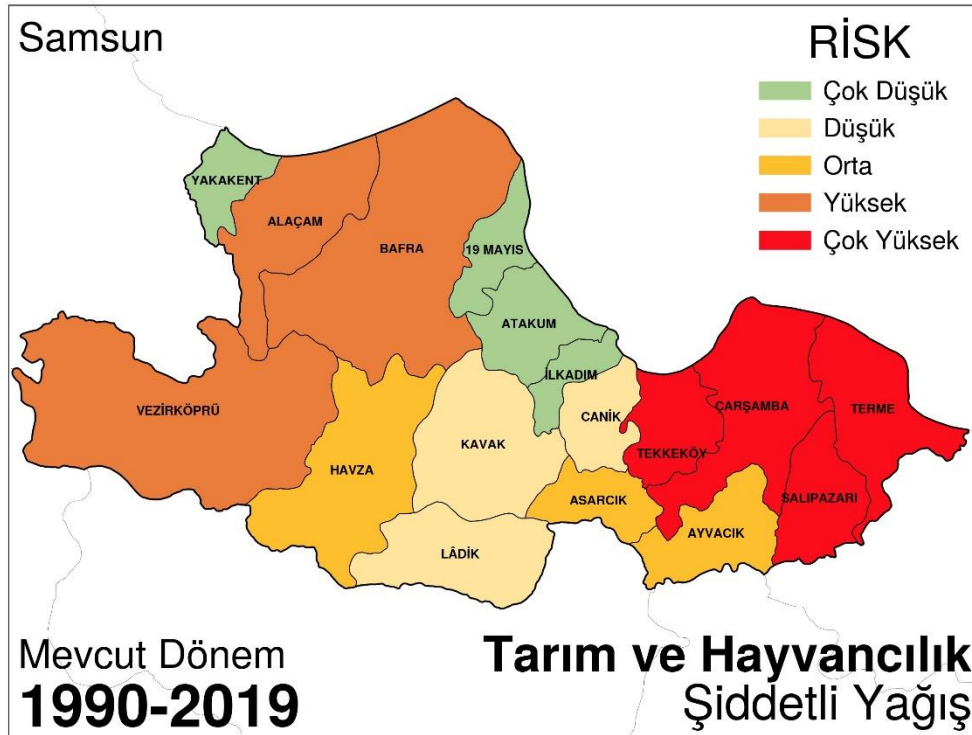 Samsun
RİSK
Çok Düşük
Düşük
Orta
Yüksek
Çok Yüksek
YAKAKENT
ALAÇAM
BAFRA
19 MAYIS
ATAKUM
İLKADIM
VEZİRKÖPRÜ
HAVZA
KAVAK
CANİK
ÇARŞAMBA
TERME
TEKKEKÖY
ASARCIK
SALIPAZARI
AYVACIK
LÂDİK
Mevcut Dönem
1990-2019
Tarım ve Hayvancılık
Şiddetli Yağış